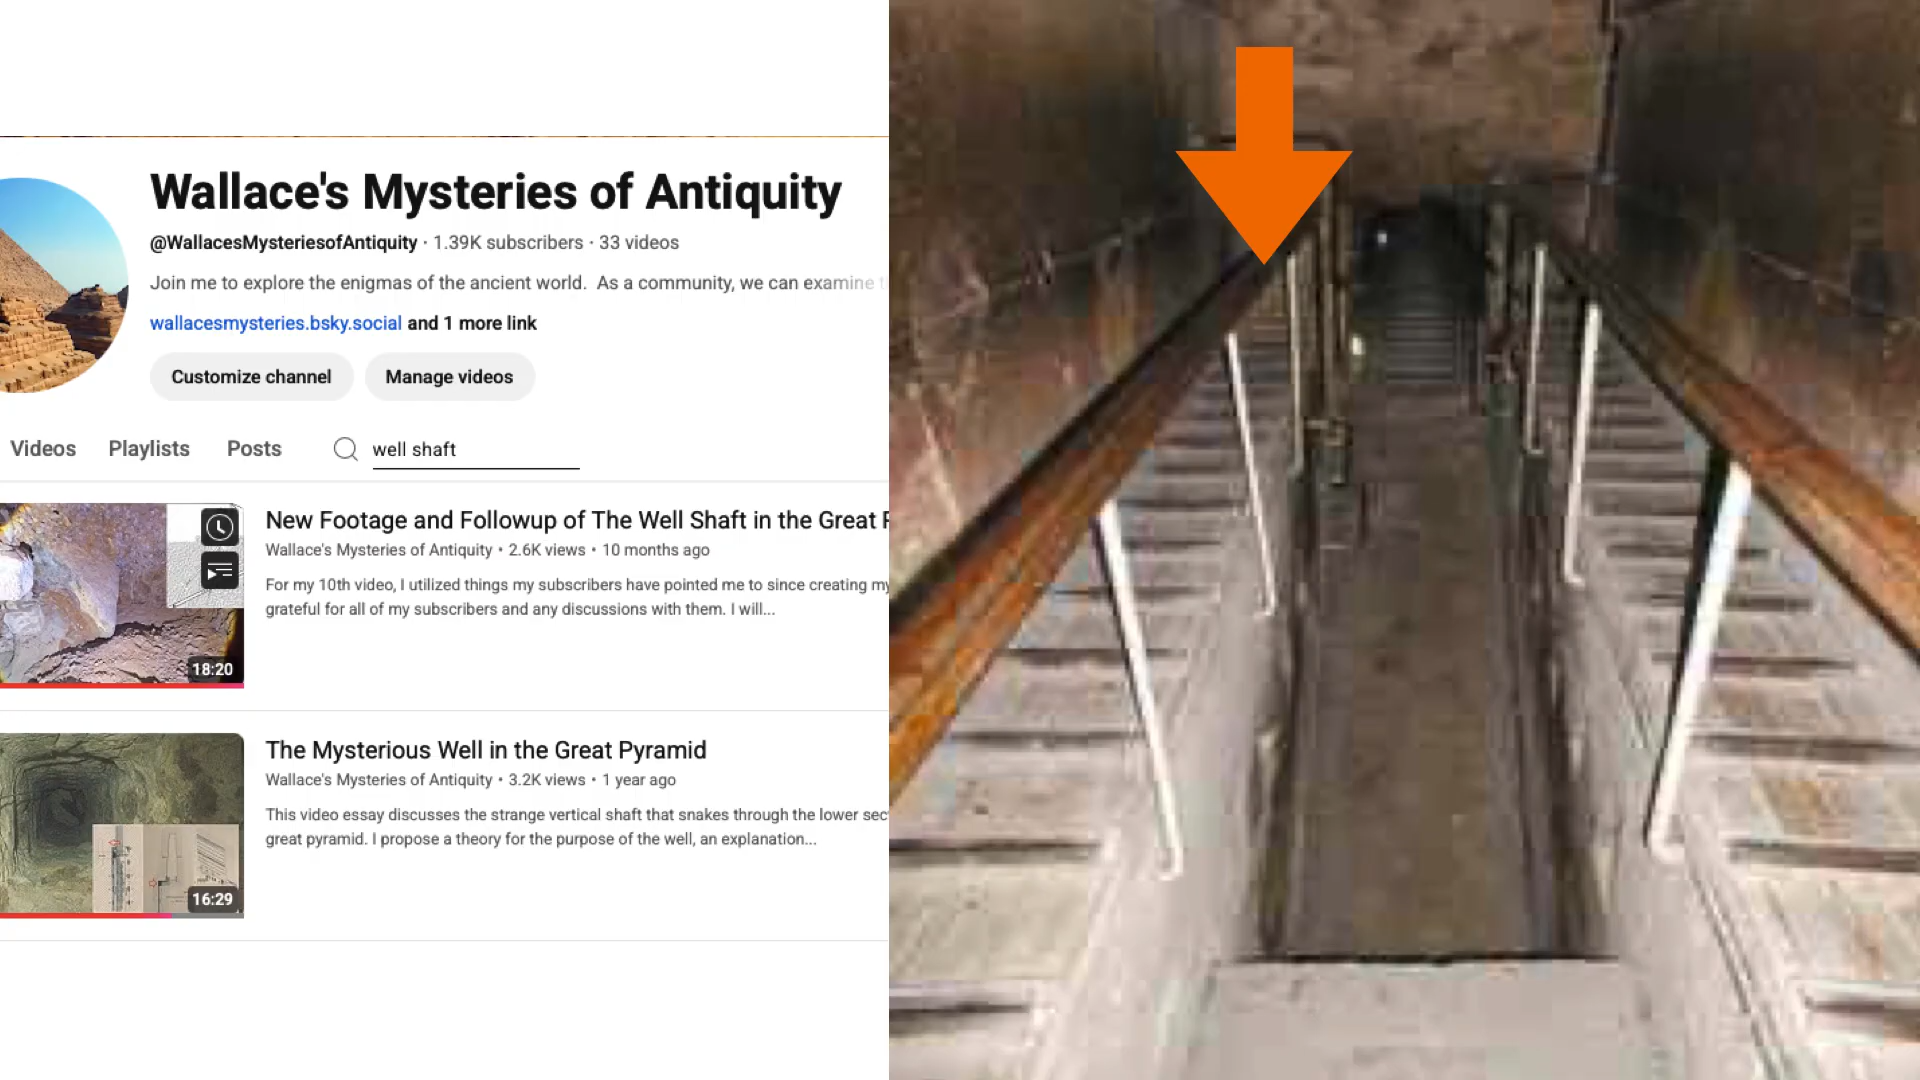 Wallace's Mysteries of Antiquity
@WallacesMysteriesofAntiquity · 1.39K subscribers · 33 videos
Join me to explore the enigmas of the ancient world. As a community, we can examine
wallacesmysteries.bsky.social and 1 more link
Customize channel Manage videos
Videos Playlists Posts well shaft
New Footage and Followup of The Well Shaft in the Great
Wallace's Mysteries of Antiquity • 2.6K views • 10 months ago
For my 10th video, I utilized things my subscribers have pointed me to since creating my
grateful for all of my subscribers and any discussions with them. I will...
18:20
The Mysterious Well in the Great Pyramid
Wallace's Mysteries of Antiquity • 3.2K views • 1 year ago
This video essay discusses the strange vertical shaft that snakes through the lower sec
great pyramid. I propose a theory for the purpose of the well, an explanation...
16:29